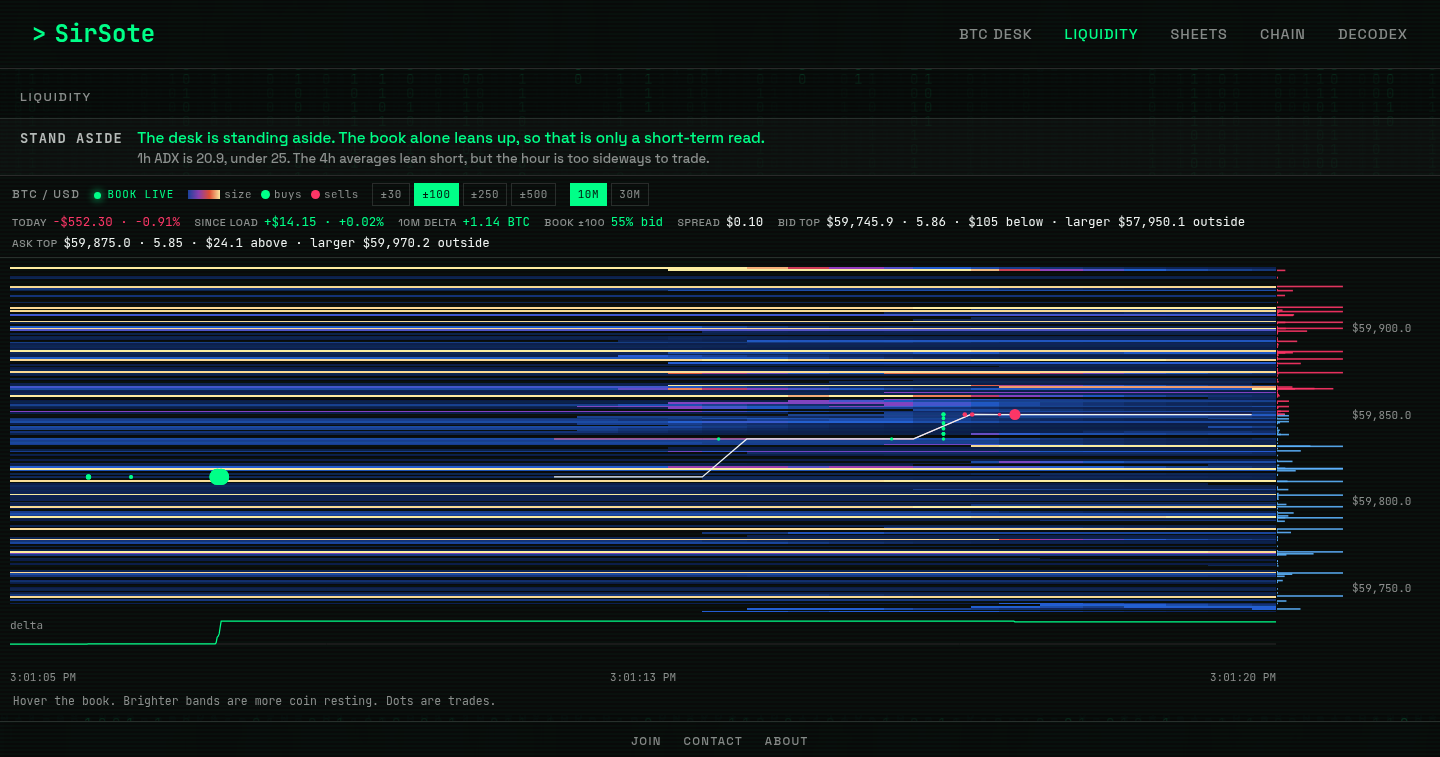 > SirSote
BTC DESK LIQUIDITY SHEETS CHAIN DECODEX
LIQUIDITY
STAND ASIDE The desk is standing aside. The book alone leans up, so that is only a short-term read.
1h ADX is 20.9, under 25. The 4h averages lean short, but the hour is too sideways to trade.
BTC / USD BOOK LIVE size buys sells ±30 ±100 ±250 ±500 10M 30M
TODAY -$552.30 · -0.91% SINCE LOAD +$14.15 · +0.02% 10M DELTA +1.14 BTC BOOK ±100 55% bid SPREAD $0.10 BID TOP $59,745.9 · 5.86 · $105 below · larger $57,950.1 outside
ASK TOP $59,875.0 · 5.85 · $24.1 above · larger $59,970.2 outside
$59,900.0
$59,850.0
$59,800.0
$59,750.0
delta
3:01:05 PM 3:01:13 PM 3:01:20 PM
Hover the book. Brighter bands are more coin resting. Dots are trades.
JOIN CONTACT ABOUT